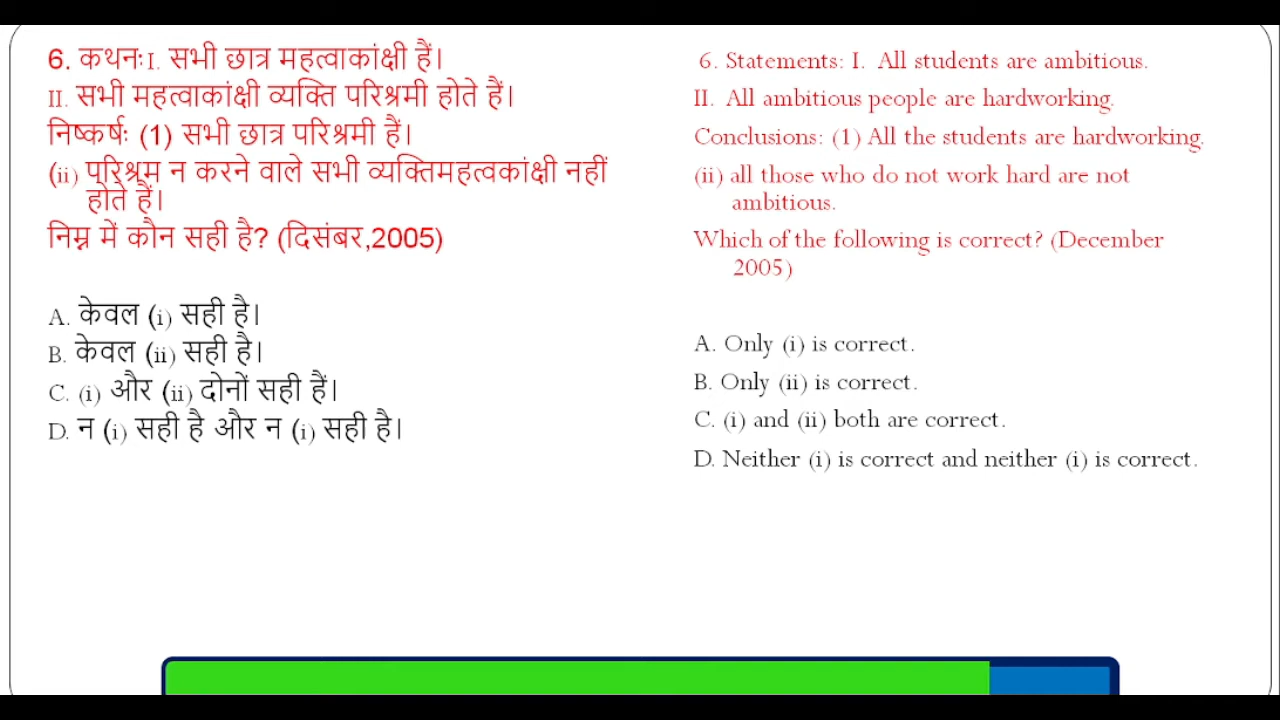 6. कथनः I. सभी छात्र महत्वाकांक्षी हैं।
II. सभी महत्वाकांक्षी व्यक्ति परिश्रमी होते हैं।
निष्कर्षः (1) सभी छात्र परिश्रमी हैं।
(ii) परिश्रम न करने वाले सभी व्यक्तिमहत्वकांक्षी नहीं
होते हैं।
निम्न में कौन सही है? (दिसंबर,2005)
A. केवल (i) सही है।
B. केवल (ii) सही है।
C. (i) और (ii) दोनों सही हैं।
D. न (i) सही है और न (i) सही है।
6. Statements: I. All students are ambitious.
II. All ambitious people are hardworking.
Conclusions: (1) All the students are hardworking.
(ii) all those who do not work hard are not
ambitious.
Which of the following is correct? (December
2005)
A. Only (i) is correct.
B. Only (ii) is correct.
C. (i) and (ii) both are correct.
D. Neither (i) is correct and neither (i) is correct.